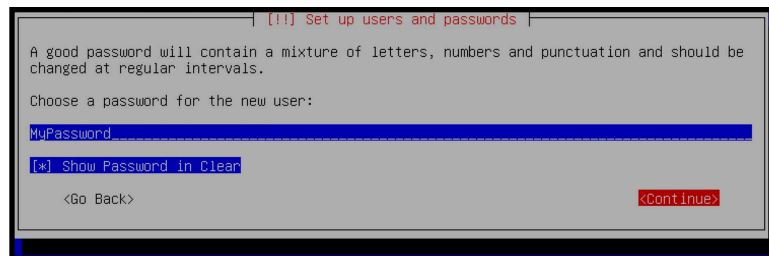 [!!] Set up users and passwords
A good password will contain a mixture of letters, numbers and punctuation and should be
changed at regular intervals.
Choose a password for the new user:
MyPassword
[*] Show Password in Clear
<Go Back> <Continue>